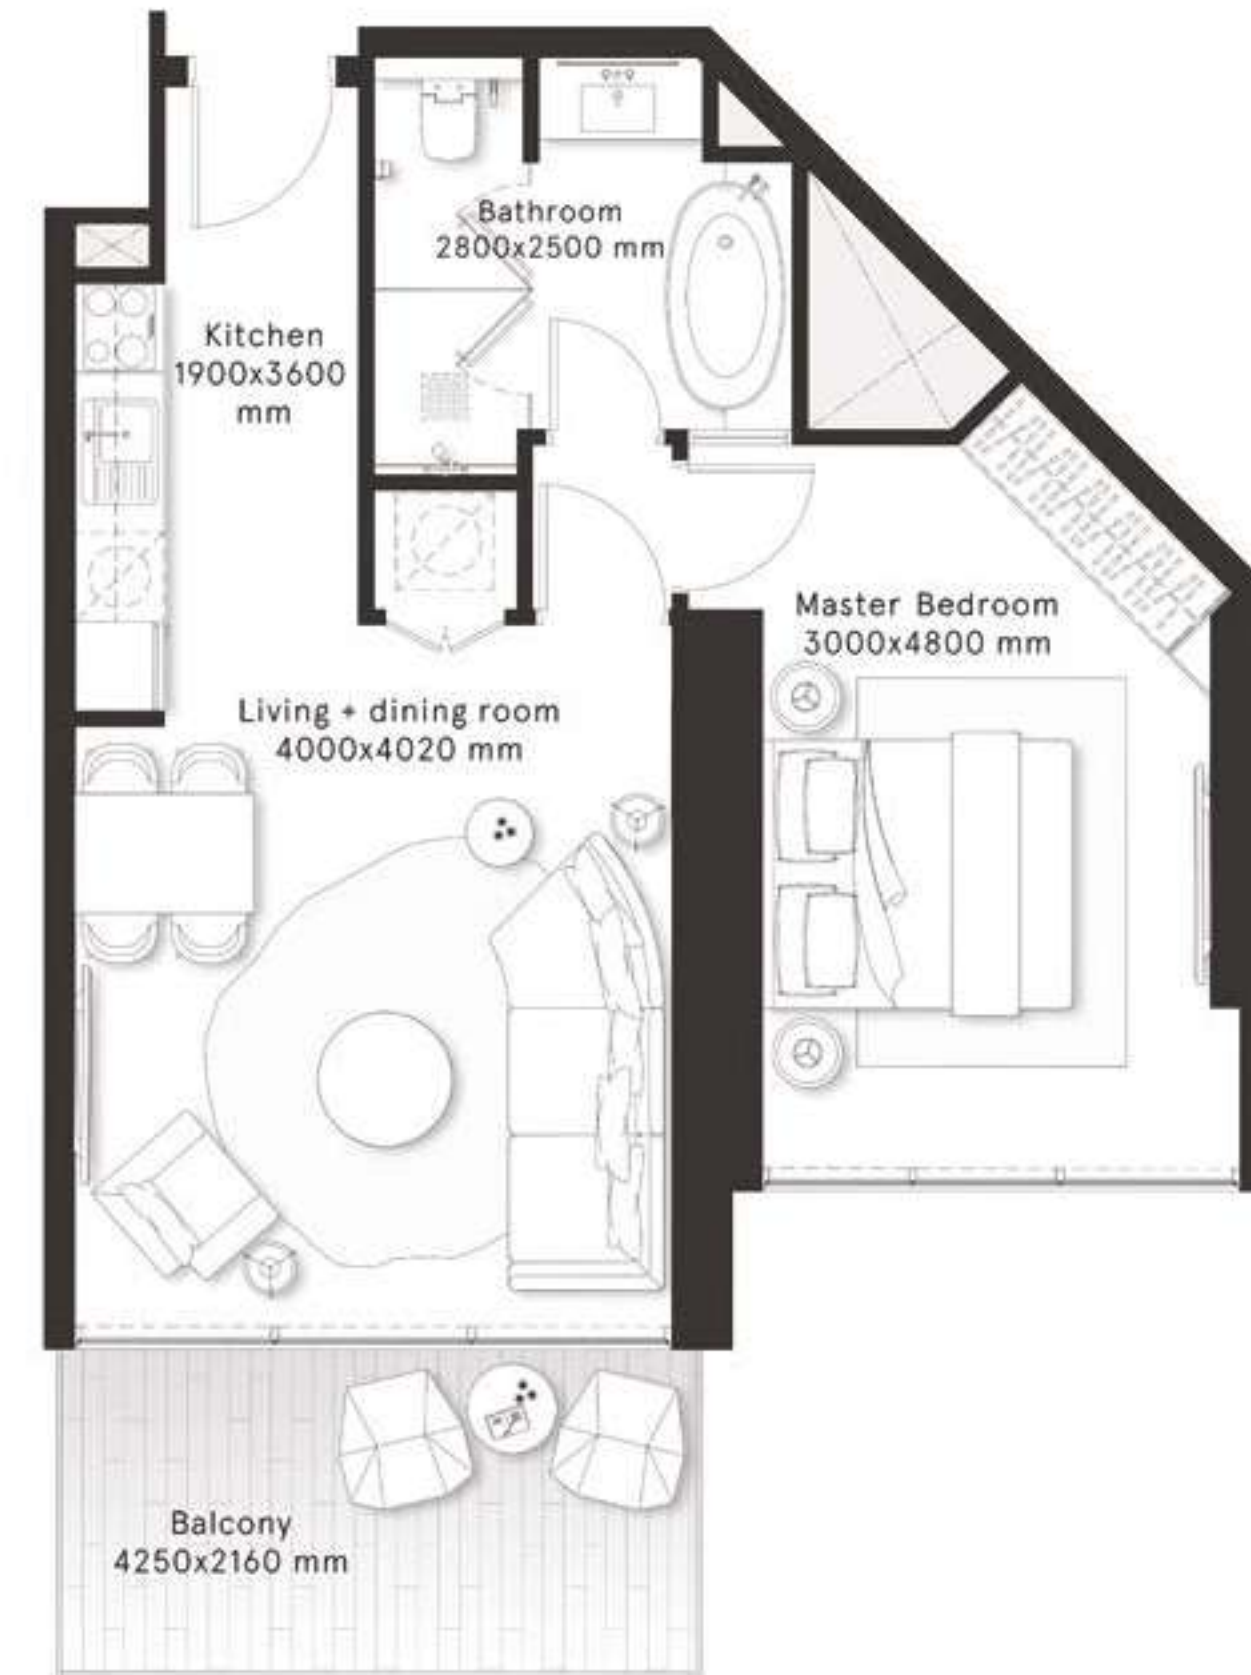 Bathroom
2800x2500 mm
Kitchen
1900x3600
mm
Master Bedroom
3000x4800 mm
Living + dining room
4000x4020 mm
Balcony
4250x2160 mm